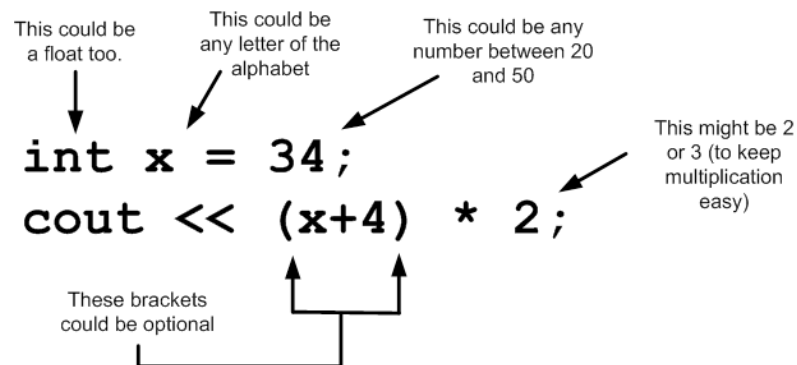 This could be
a float too.
This could be
any letter of the
alphabet
This could be any
number between 20
and 50
int x = 34;
This might be 2
or 3 (to keep
multiplication
easy)
cout << (x+4) * 2;
These brackets
could be optional